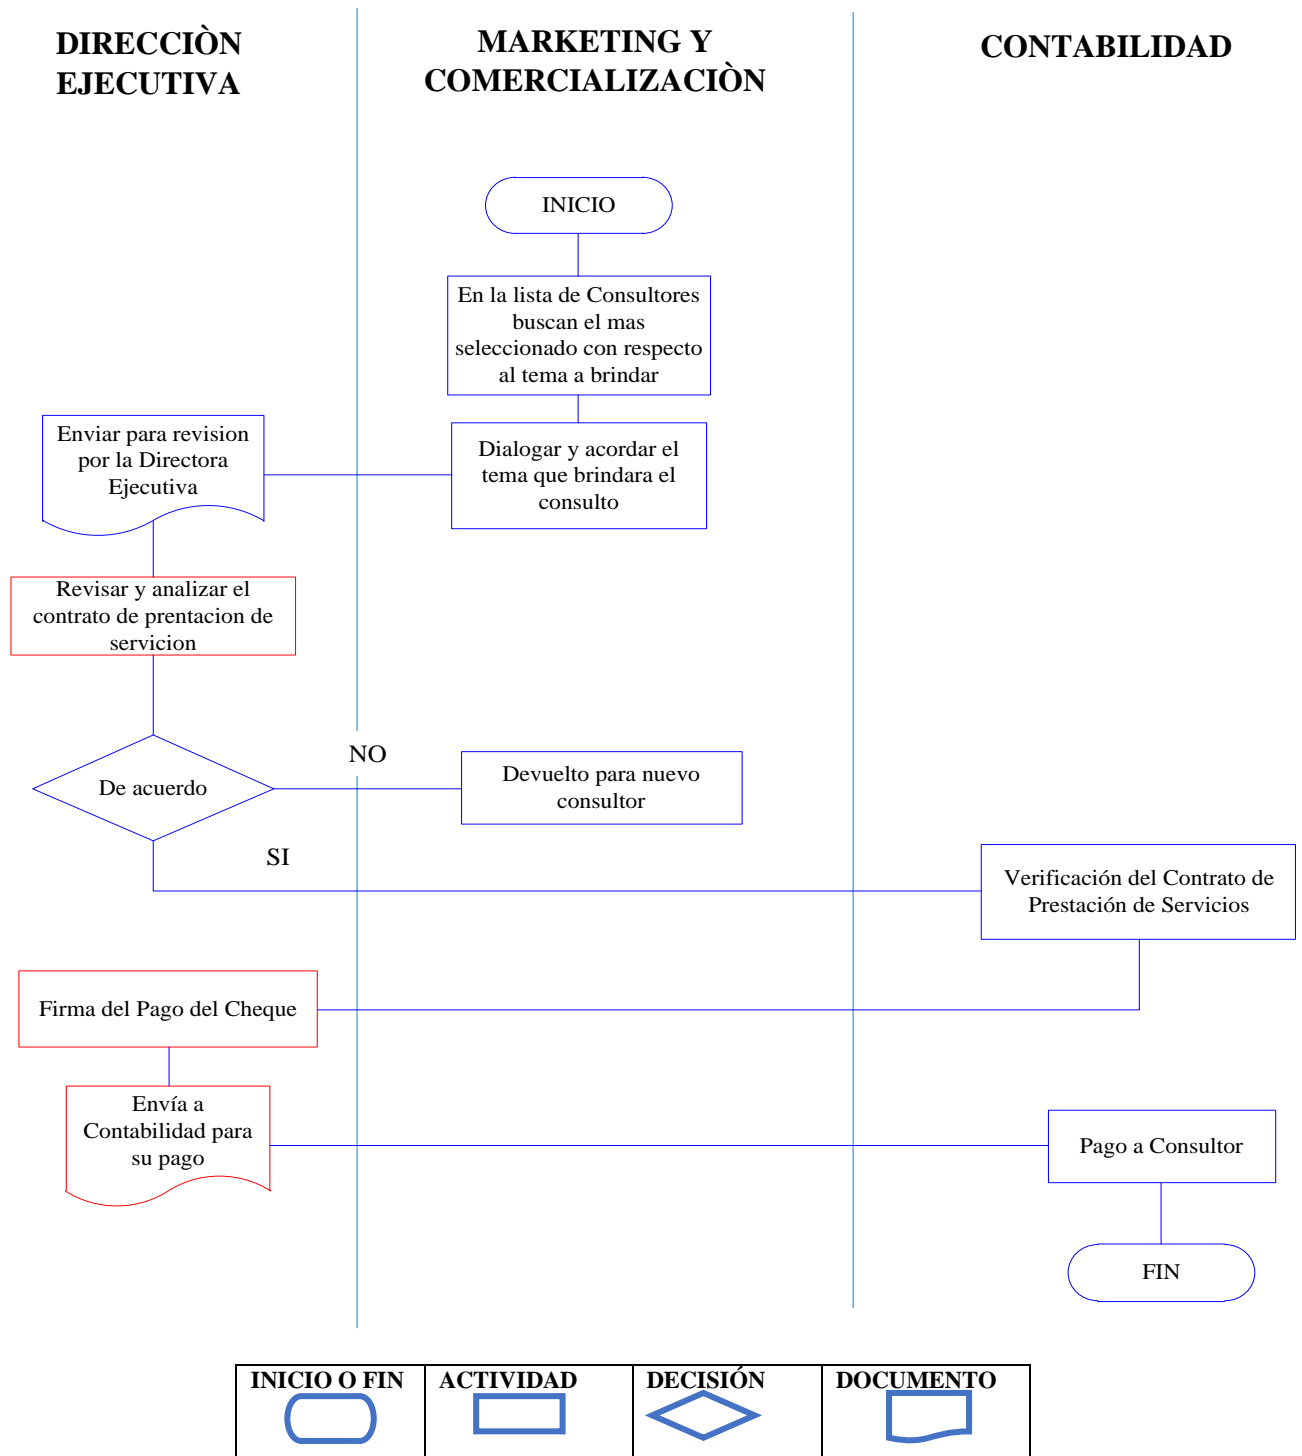 DIRECCIÒN
EJECUTIVA
MARKETING Y
COMERCIALIZACIÒN
CONTABILIDAD
INICIO
En la lista de Consultores
buscan el mas
seleccionado con respecto
al tema a brindar
Enviar para revision
por la Directora
Ejecutiva
Dialogar y acordar el
tema que brindara el
consulto
Revisar y analizar el
contrato de prentacion de
servicion
De acuerdo
NO
Devuelto para nuevo
consultor
SI
Verificación del Contrato de
Prestación de Servicios
Firma del Pago del Cheque
Envía a
Contabilidad para
su pago
Pago a Consultor
FIN
INICIO O FIN
ACTIVIDAD
DECISIÓN
DOCUMENTO